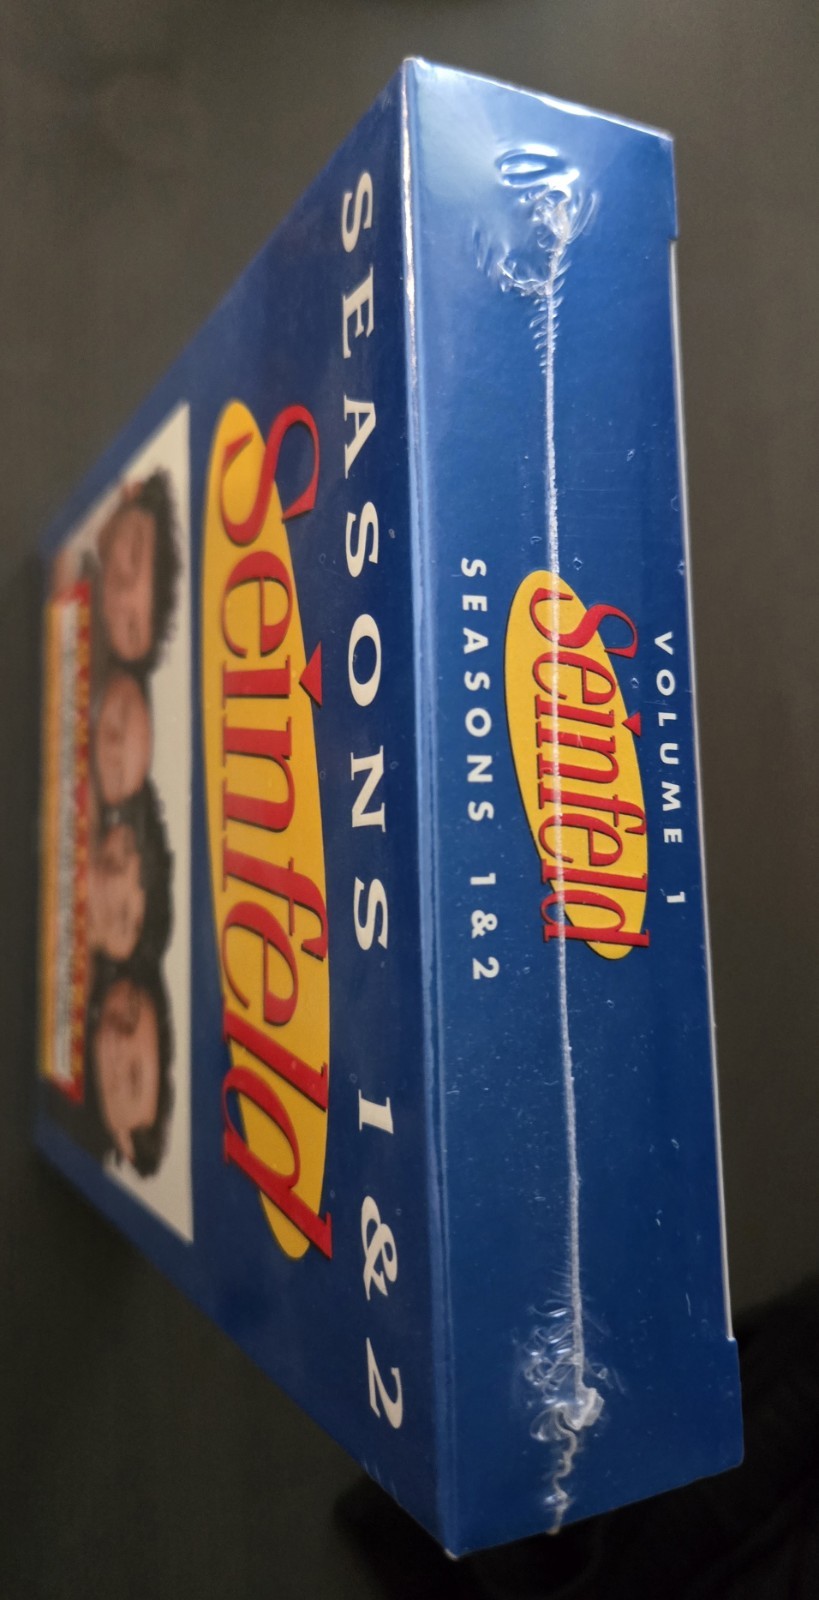 SEASONS 1 & 2
Seinfeld
VOLUME 1
Seinfeld
SEASONS 1 & 2